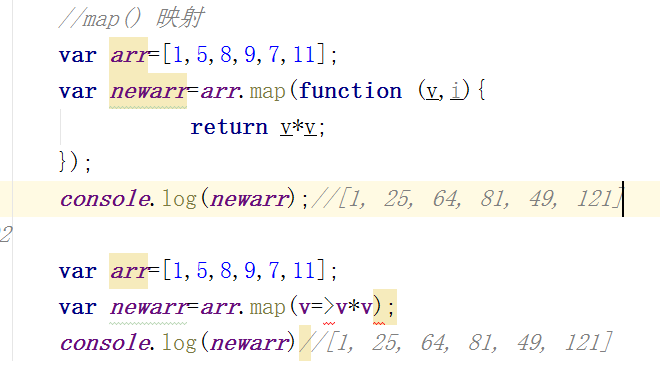 //map() 映射
var arr=[1,5,8,9,7,11];
var newarr=arr.map(function (v,i){
return v*v;
});
console.log(newarr);//[1, 25, 64, 81, 49, 121]
var arr=[1,5,8,9,7,11];
var newarr=arr.map(v=>v*v);
console.log(newarr)//[1, 25, 64, 81, 49, 121]